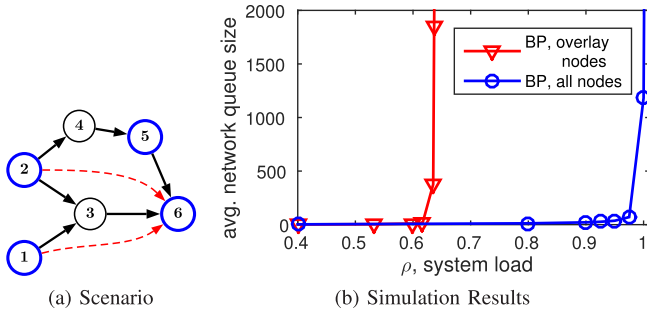 4
5
2
3
6
1
(a) Scenario
avg. network queue size
2000
1500
1000
500
0
BP, overlay
nodes
BP, all nodes
0.4 0.5 0.6 0.7 0.8 0.9 1
ρ, system load
(b) Simulation Results